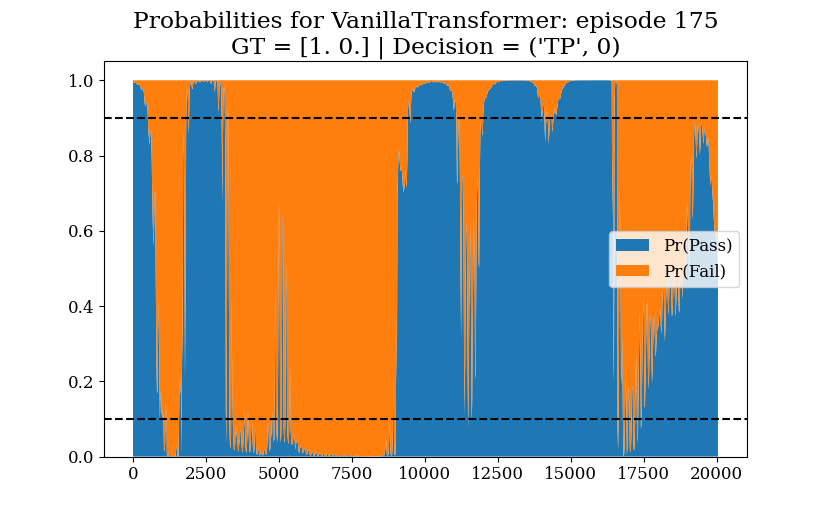 Probabilities for VanillaTransformer: episode 175
GT = [1. 0.] | Decision = ('TP', 0)
1.0
0.8
0.6
0.4
0.2
0.0
Pr(Pass)
Pr(Fail)
0 2500 5000 7500 10000 12500 15000 17500 20000